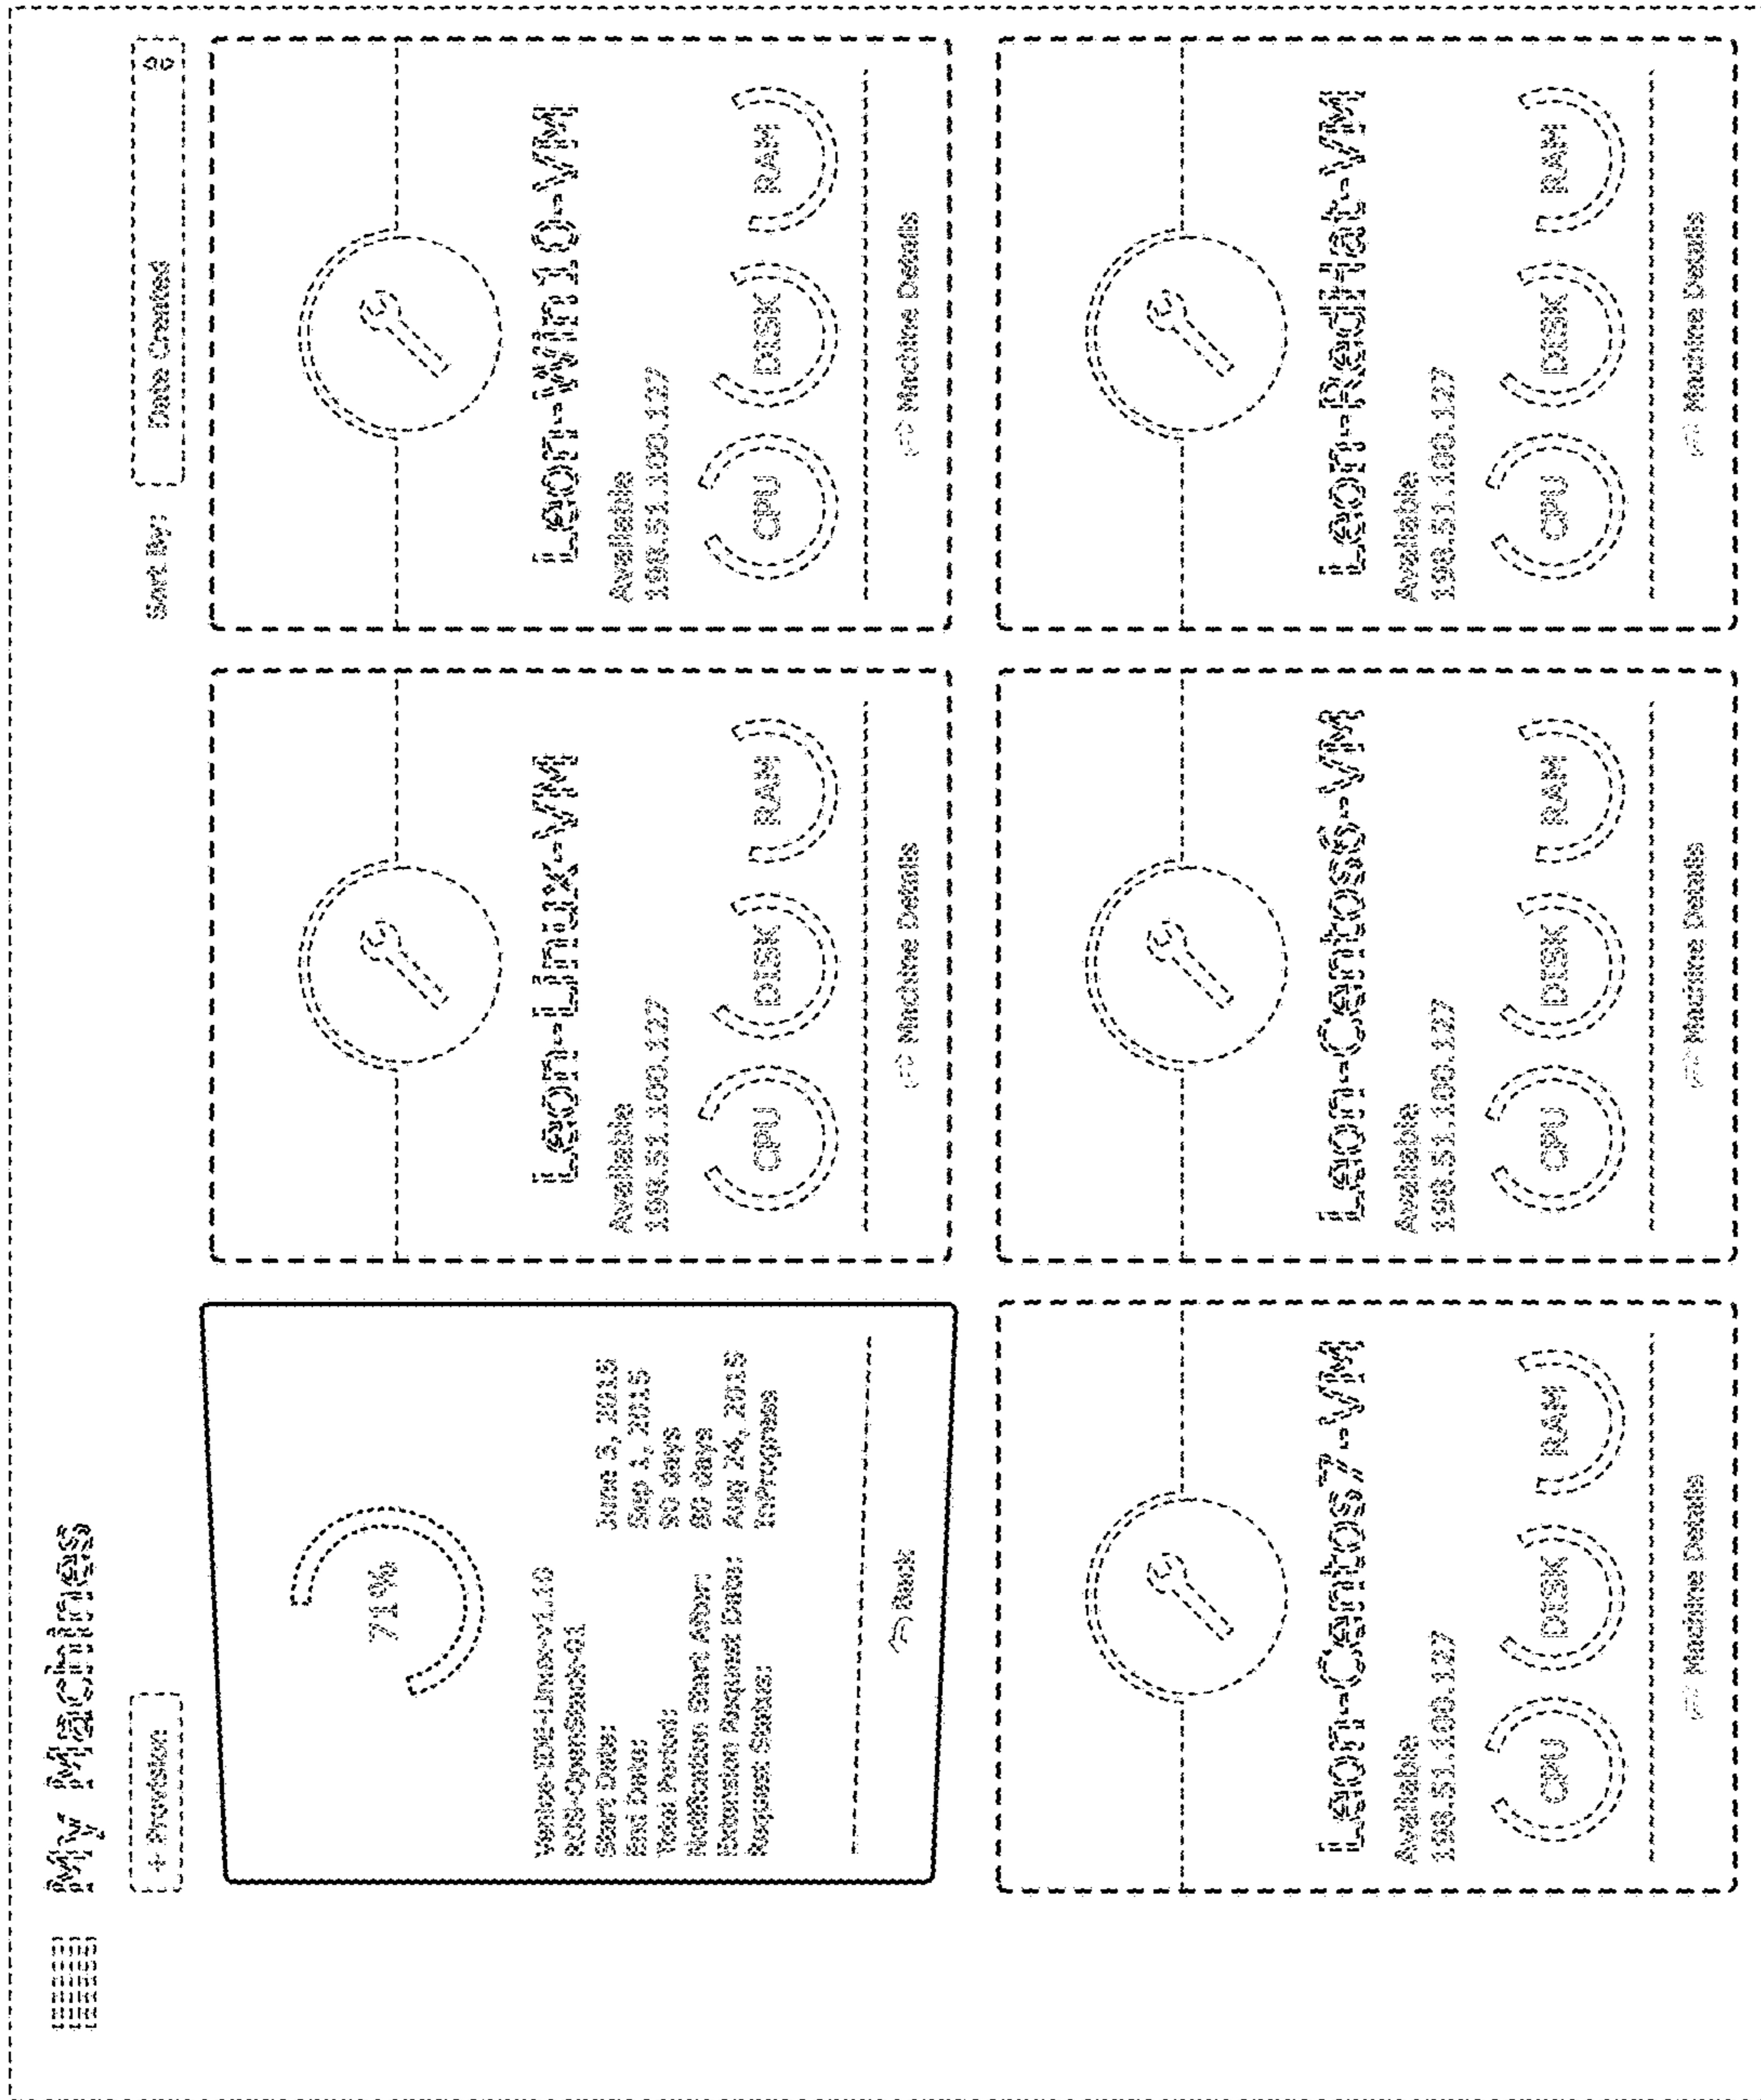 My Machines
+ Provision
Sort By: Date Created
71%
Venice-IDE-Linux-v1.10
RDSI-OpenStack-01
Start Date: June 3, 2015
End Date: Sep 1, 2015
Total Period: 90 days
Notification Start After: 80 days
Extension Request Date: Aug 24, 2015
Request Status: InProgress
Back
Leon-Linux-VM
Available
198.51.100.127
CPU DISK RAM
Machine Details
Leon-Win10-VM
Available
198.51.100.127
CPU DISK RAM
Machine Details
Leon-Centos7-VM
Available
198.51.100.127
CPU DISK RAM
Machine Details
Leon-Centos6-VM
Available
198.51.100.127
CPU DISK RAM
Machine Details
Leon-RedHat-VM
Available
198.51.100.127
CPU DISK RAM
Machine Details